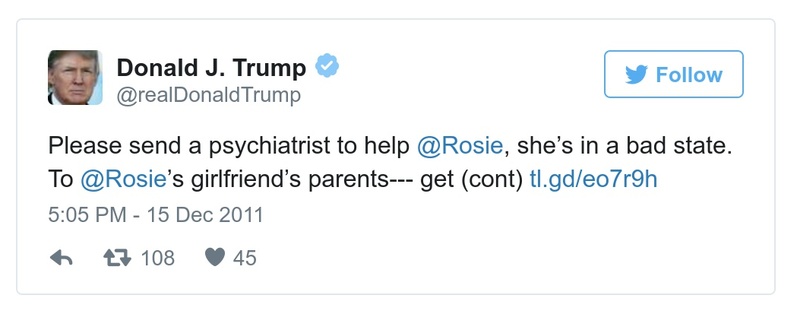 Donald J. Trump
@realDonaldTrump
Follow
Please send a psychiatrist to help @Rosie, she’s in a bad state.
To @Rosie’s girlfriend’s parents--- get (cont) tl.gd/eo7r9h
5:05 PM - 15 Dec 2011
108 45